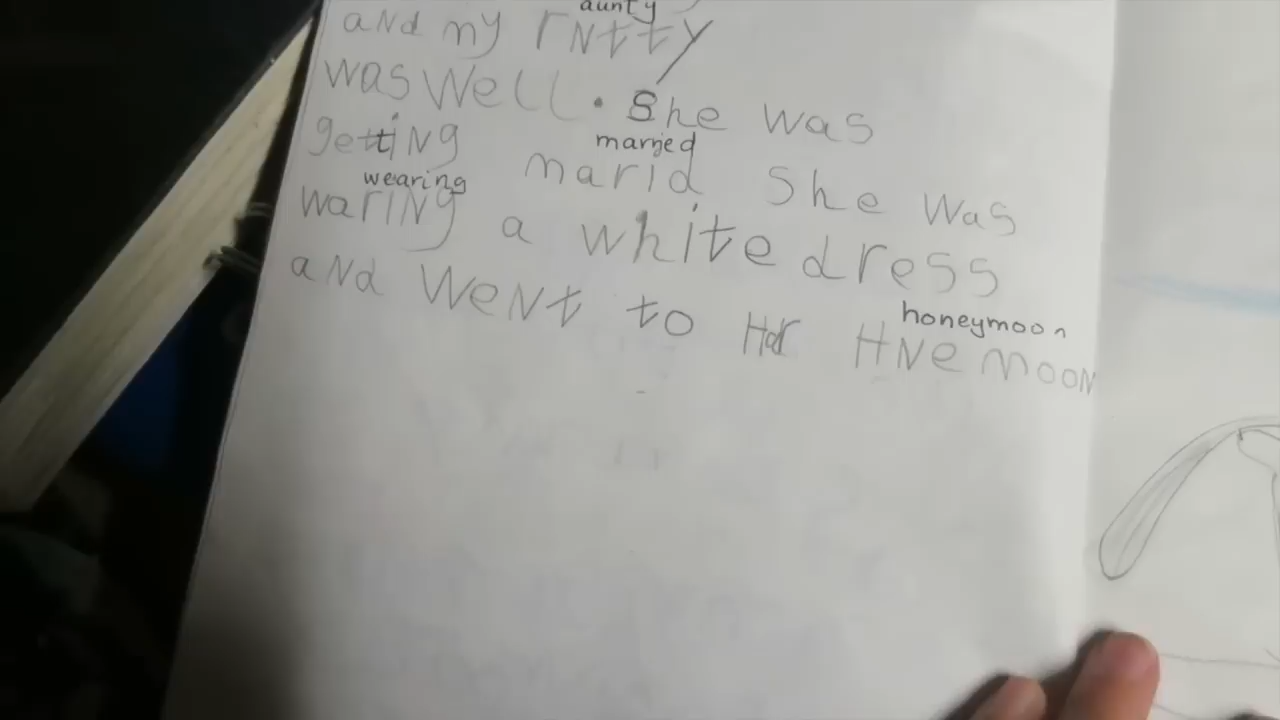 aunty
and my rntty
was well. She was
married
getting marid She was
wearing
waring a white dress
honeymoon
and went to Her Hnemoon